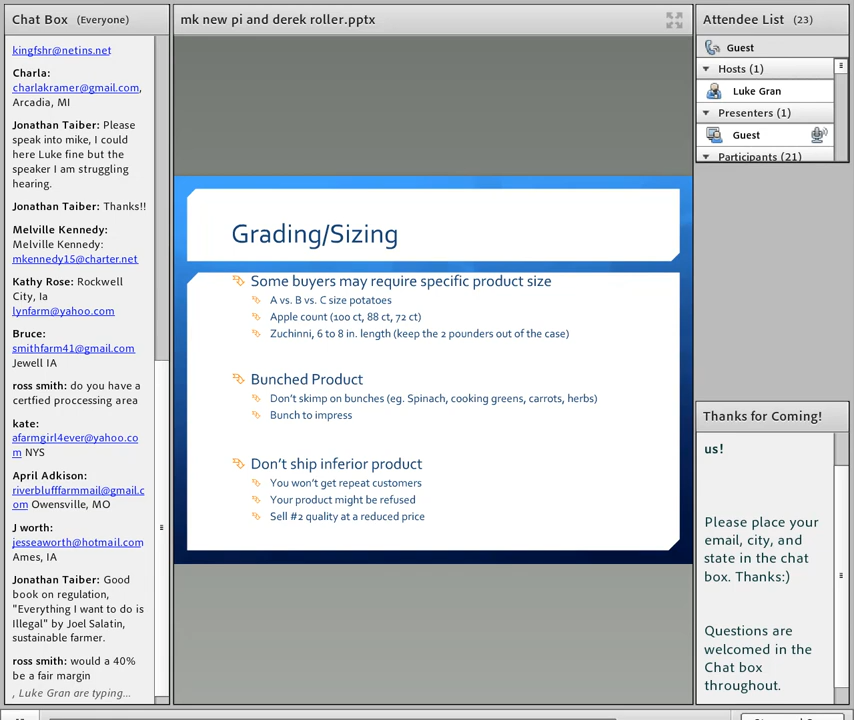 Chat Box (Everyone)
kingfshr@netins.net
Charla:
charlakramer@gmail.com,
Arcadia, MI
Jonathan Taiber: Please
speak into mike, I could
here Luke fine but the
speaker I am struggling
hearing.
Jonathan Taiber: Thanks!!
Melville Kennedy:
Melville Kennedy:
mkennedy15@charter.net
Kathy Rose: Rockwell
City, Ia
lynfarm@yahoo.com
Bruce:
smithfarm41@gmail.com
Jewell IA
ross smith: do you have a
certfied proccessing area
kate:
afarmgirl4ever@yahoo.co
m NYS
April Adkison:
riverblufffarmmail@gmail.c
om Owensville, MO
J worth:
jesseaworth@hotmail.com
Ames, IA
Jonathan Taiber: Good
book on regulation,
"Everything I want to do is
Illegal" by Joel Salatin,
sustainable farmer.
ross smith: would a 40%
be a fair margin
, Luke Gran are typing...
mk new pi and derek roller.pptx
Grading/Sizing
Some buyers may require specific product size
A vs. B vs. C size potatoes
Apple count (100 ct, 88 ct, 72 ct)
Zuchinni, 6 to 8 in. length (keep the 2 pounders out of the case)
Bunched Product
Don't skimp on bunches (eg. Spinach, cooking greens, carrots, herbs)
Bunch to impress
Don't ship inferior product
You won't get repeat customers
Your product might be refused
Sell #2 quality at a reduced price
Attendee List (23)
Guest
Hosts (1)
Luke Gran
Presenters (1)
Guest
Participants (21)
Thanks for Coming!
us!
Please place your
email, city, and
state in the chat
box. Thanks:)
Questions are
welcomed in the
Chat box
throughout.